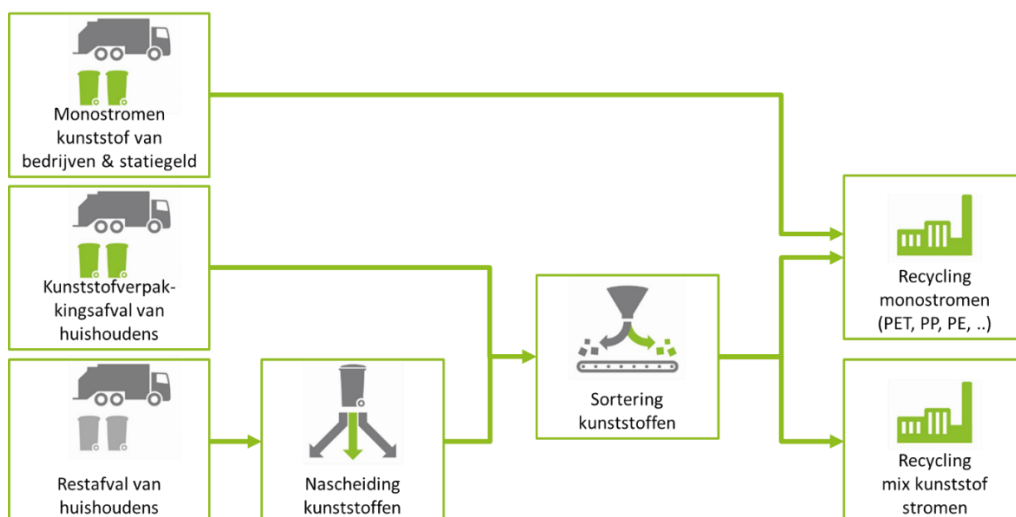 Monostromen
kunststof van
bedrijven & statiegeld
Kunststofverpak-
kingsafval van
huishoudens
Restafval van
huishoudens
Nascheiding
kunststoffen
Sortering
kunststoffen
Recycling
monostromen
(PET, PP, PE, ..)
Recycling
mix kunststof
stromen